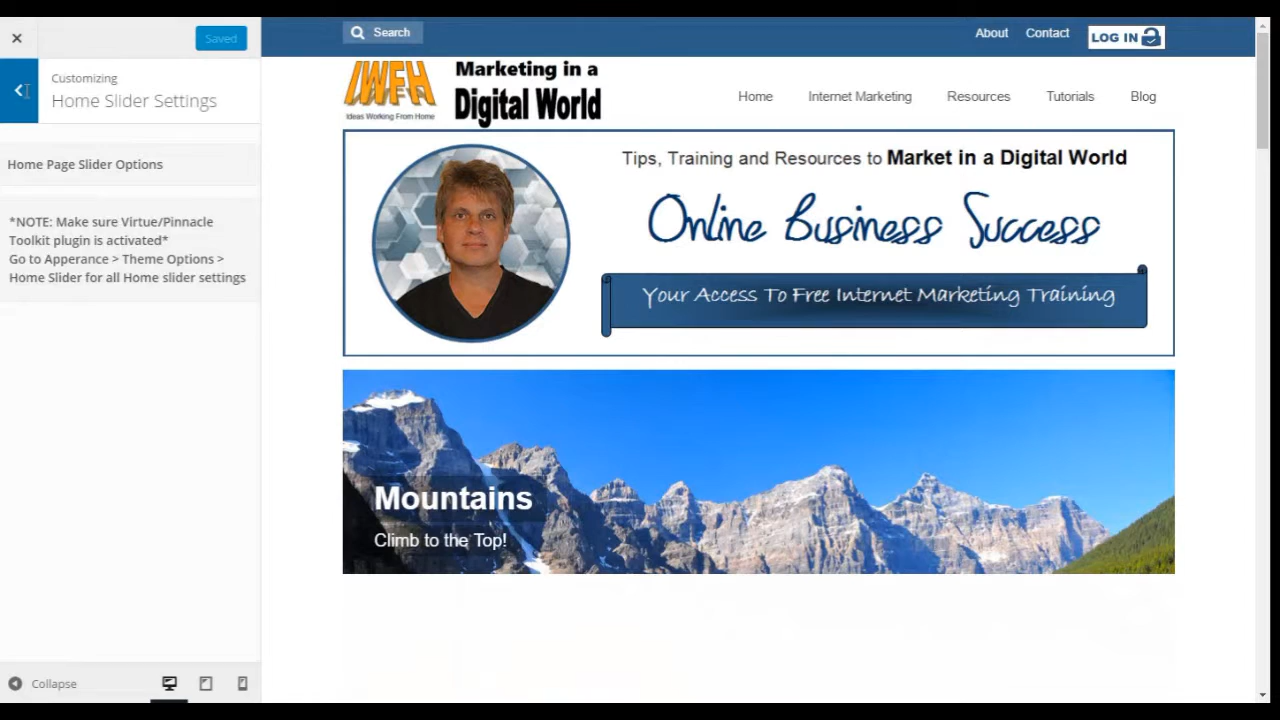 Saved
Customizing
Home Slider Settings
Home Page Slider Options
*NOTE: Make sure Virtue/Pinnacle
Toolkit plugin is activated*
Go to Apperance > Theme Options >
Home Slider for all Home slider settings
Collapse
Search
About
Contact
LOG IN
IWFH
Ideas Working From Home
Marketing in a
Digital World
Home
Internet Marketing
Resources
Tutorials
Blog
Tips, Training and Resources to Market in a Digital World
Online Business Success
Your Access To Free Internet Marketing Training
Mountains
Climb to the Top!